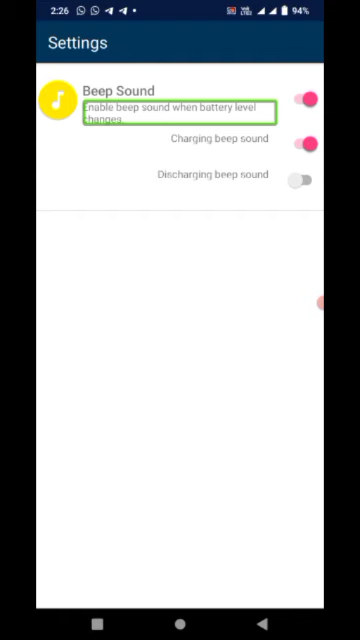 2:26
94%
Settings
Beep Sound
Enable beep sound when battery level
changes.
Charging beep sound
Discharging beep sound